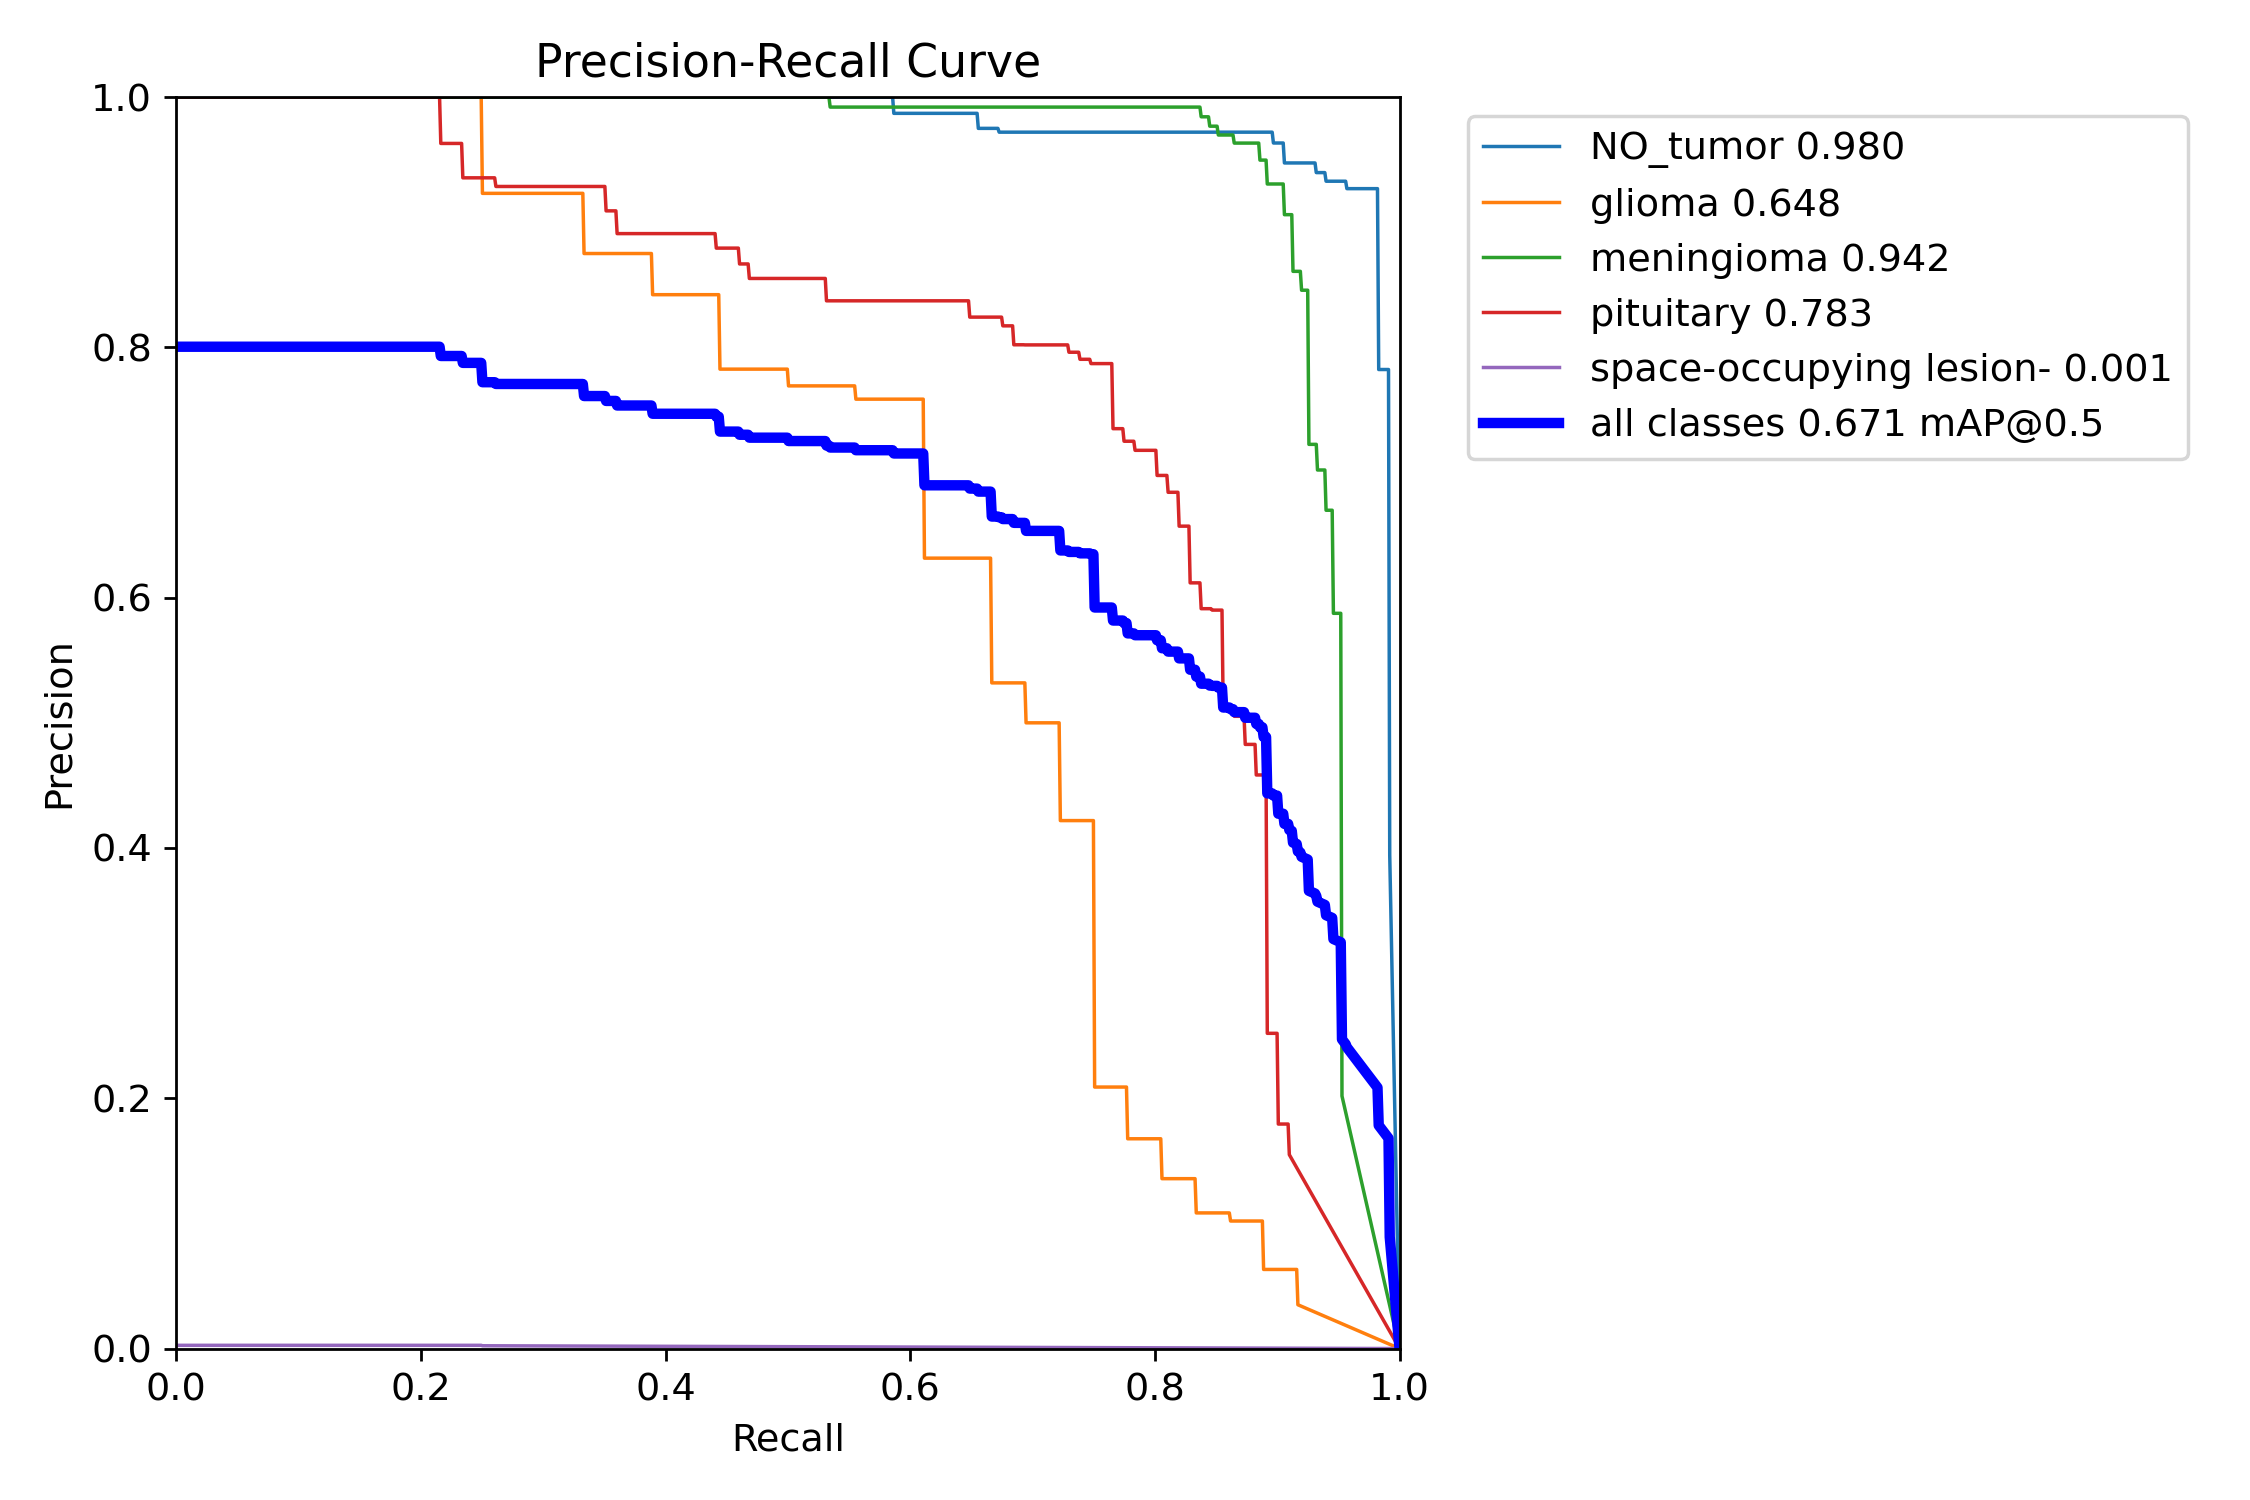 Precision-Recall Curve
1.0
0.8
0.6
0.4
0.2
0.0
Precision
0.0 0.2 0.4 0.6 0.8 1.0
Recall
NO_tumor 0.980
glioma 0.648
meningioma 0.942
pituitary 0.783
space-occupying lesion- 0.001
all classes 0.671 mAP@0.5